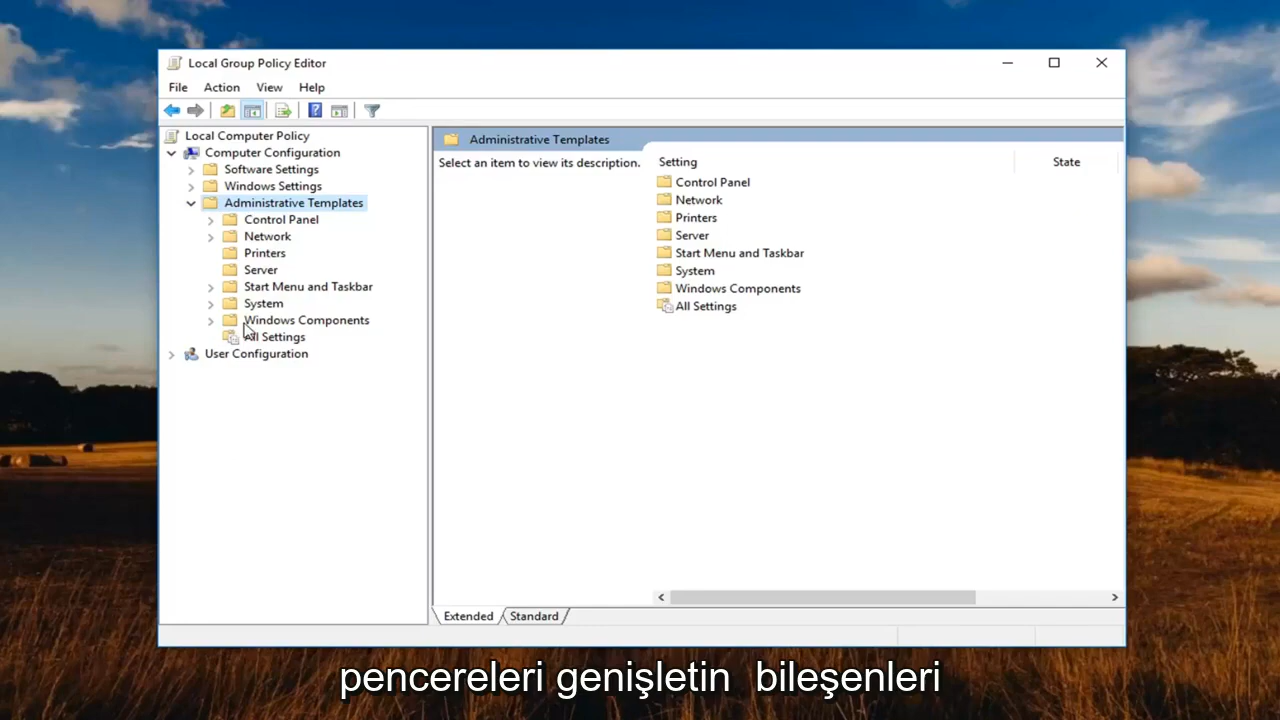 Local Group Policy Editor
File Action View Help
Local Computer Policy
Computer Configuration
Software Settings
Windows Settings
Administrative Templates
Control Panel
Network
Printers
Server
Start Menu and Taskbar
System
Windows Components
All Settings
User Configuration
Administrative Templates
Select an item to view its description.
Setting State
Control Panel
Network
Printers
Server
Start Menu and Taskbar
System
Windows Components
All Settings
Extended Standard
pencereleri genişletin bileşenleri